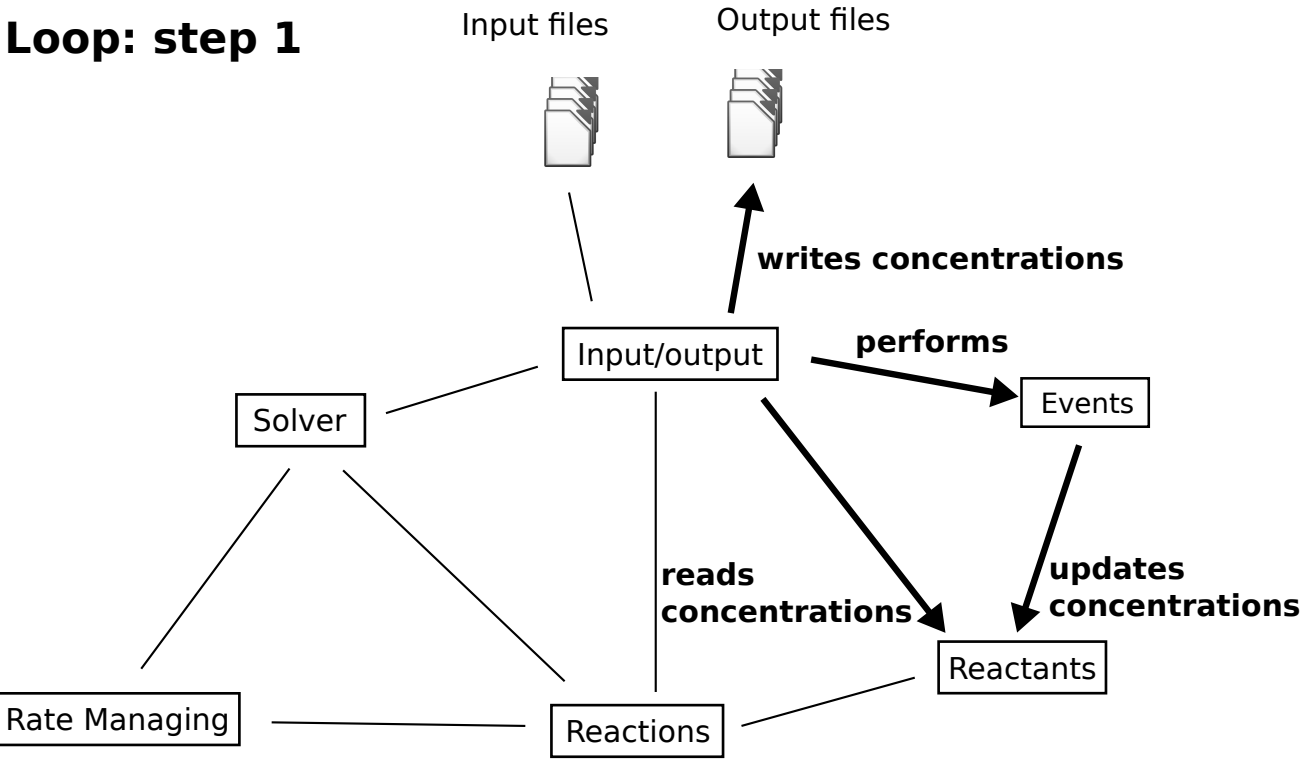 Loop: step 1
Input files
Output files
writes concentrations
performs
Input/output
Events
Solver
reads
concentrations
updates
concentrations
Reactants
Rate Managing
Reactions